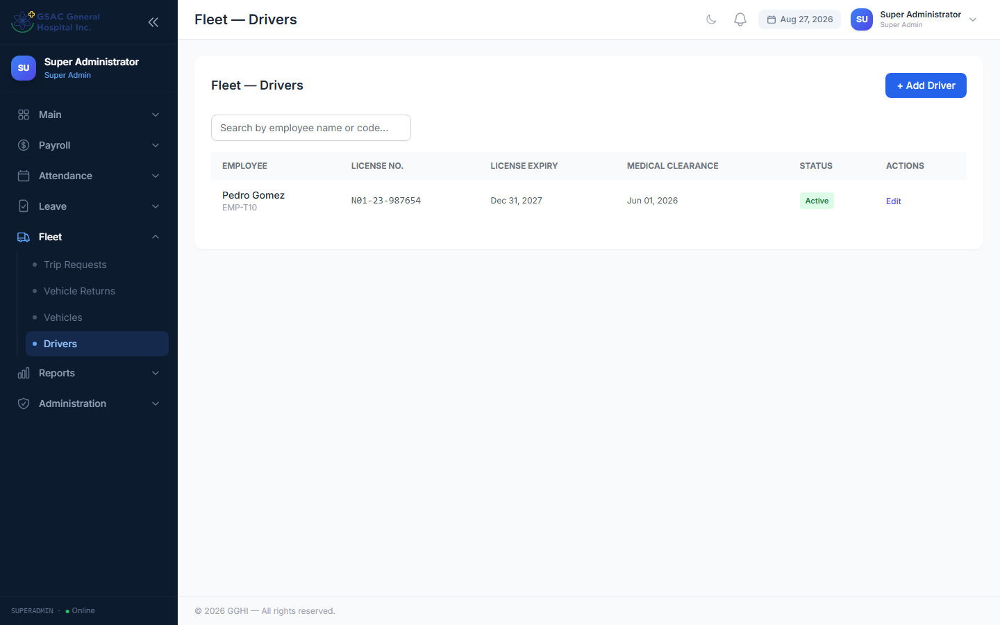 GSAC General
Hospital Inc.
Fleet — Drivers
Aug 27, 2026
SU
Super Administrator
Super Admin
SU
Super Administrator
Super Admin
Main
Payroll
Attendance
Leave
Fleet
Trip Requests
Vehicle Returns
Vehicles
Drivers
Reports
Administration
SUPERADMIN · ● Online
Fleet — Drivers
+ Add Driver
Search by employee name or code...
EMPLOYEE LICENSE NO. LICENSE EXPIRY MEDICAL CLEARANCE STATUS ACTIONS
Pedro Gomez
EMP-T10
N01-23-987654 Dec 31, 2027 Jun 01, 2026 Active Edit
© 2026 GGHI — All rights reserved.